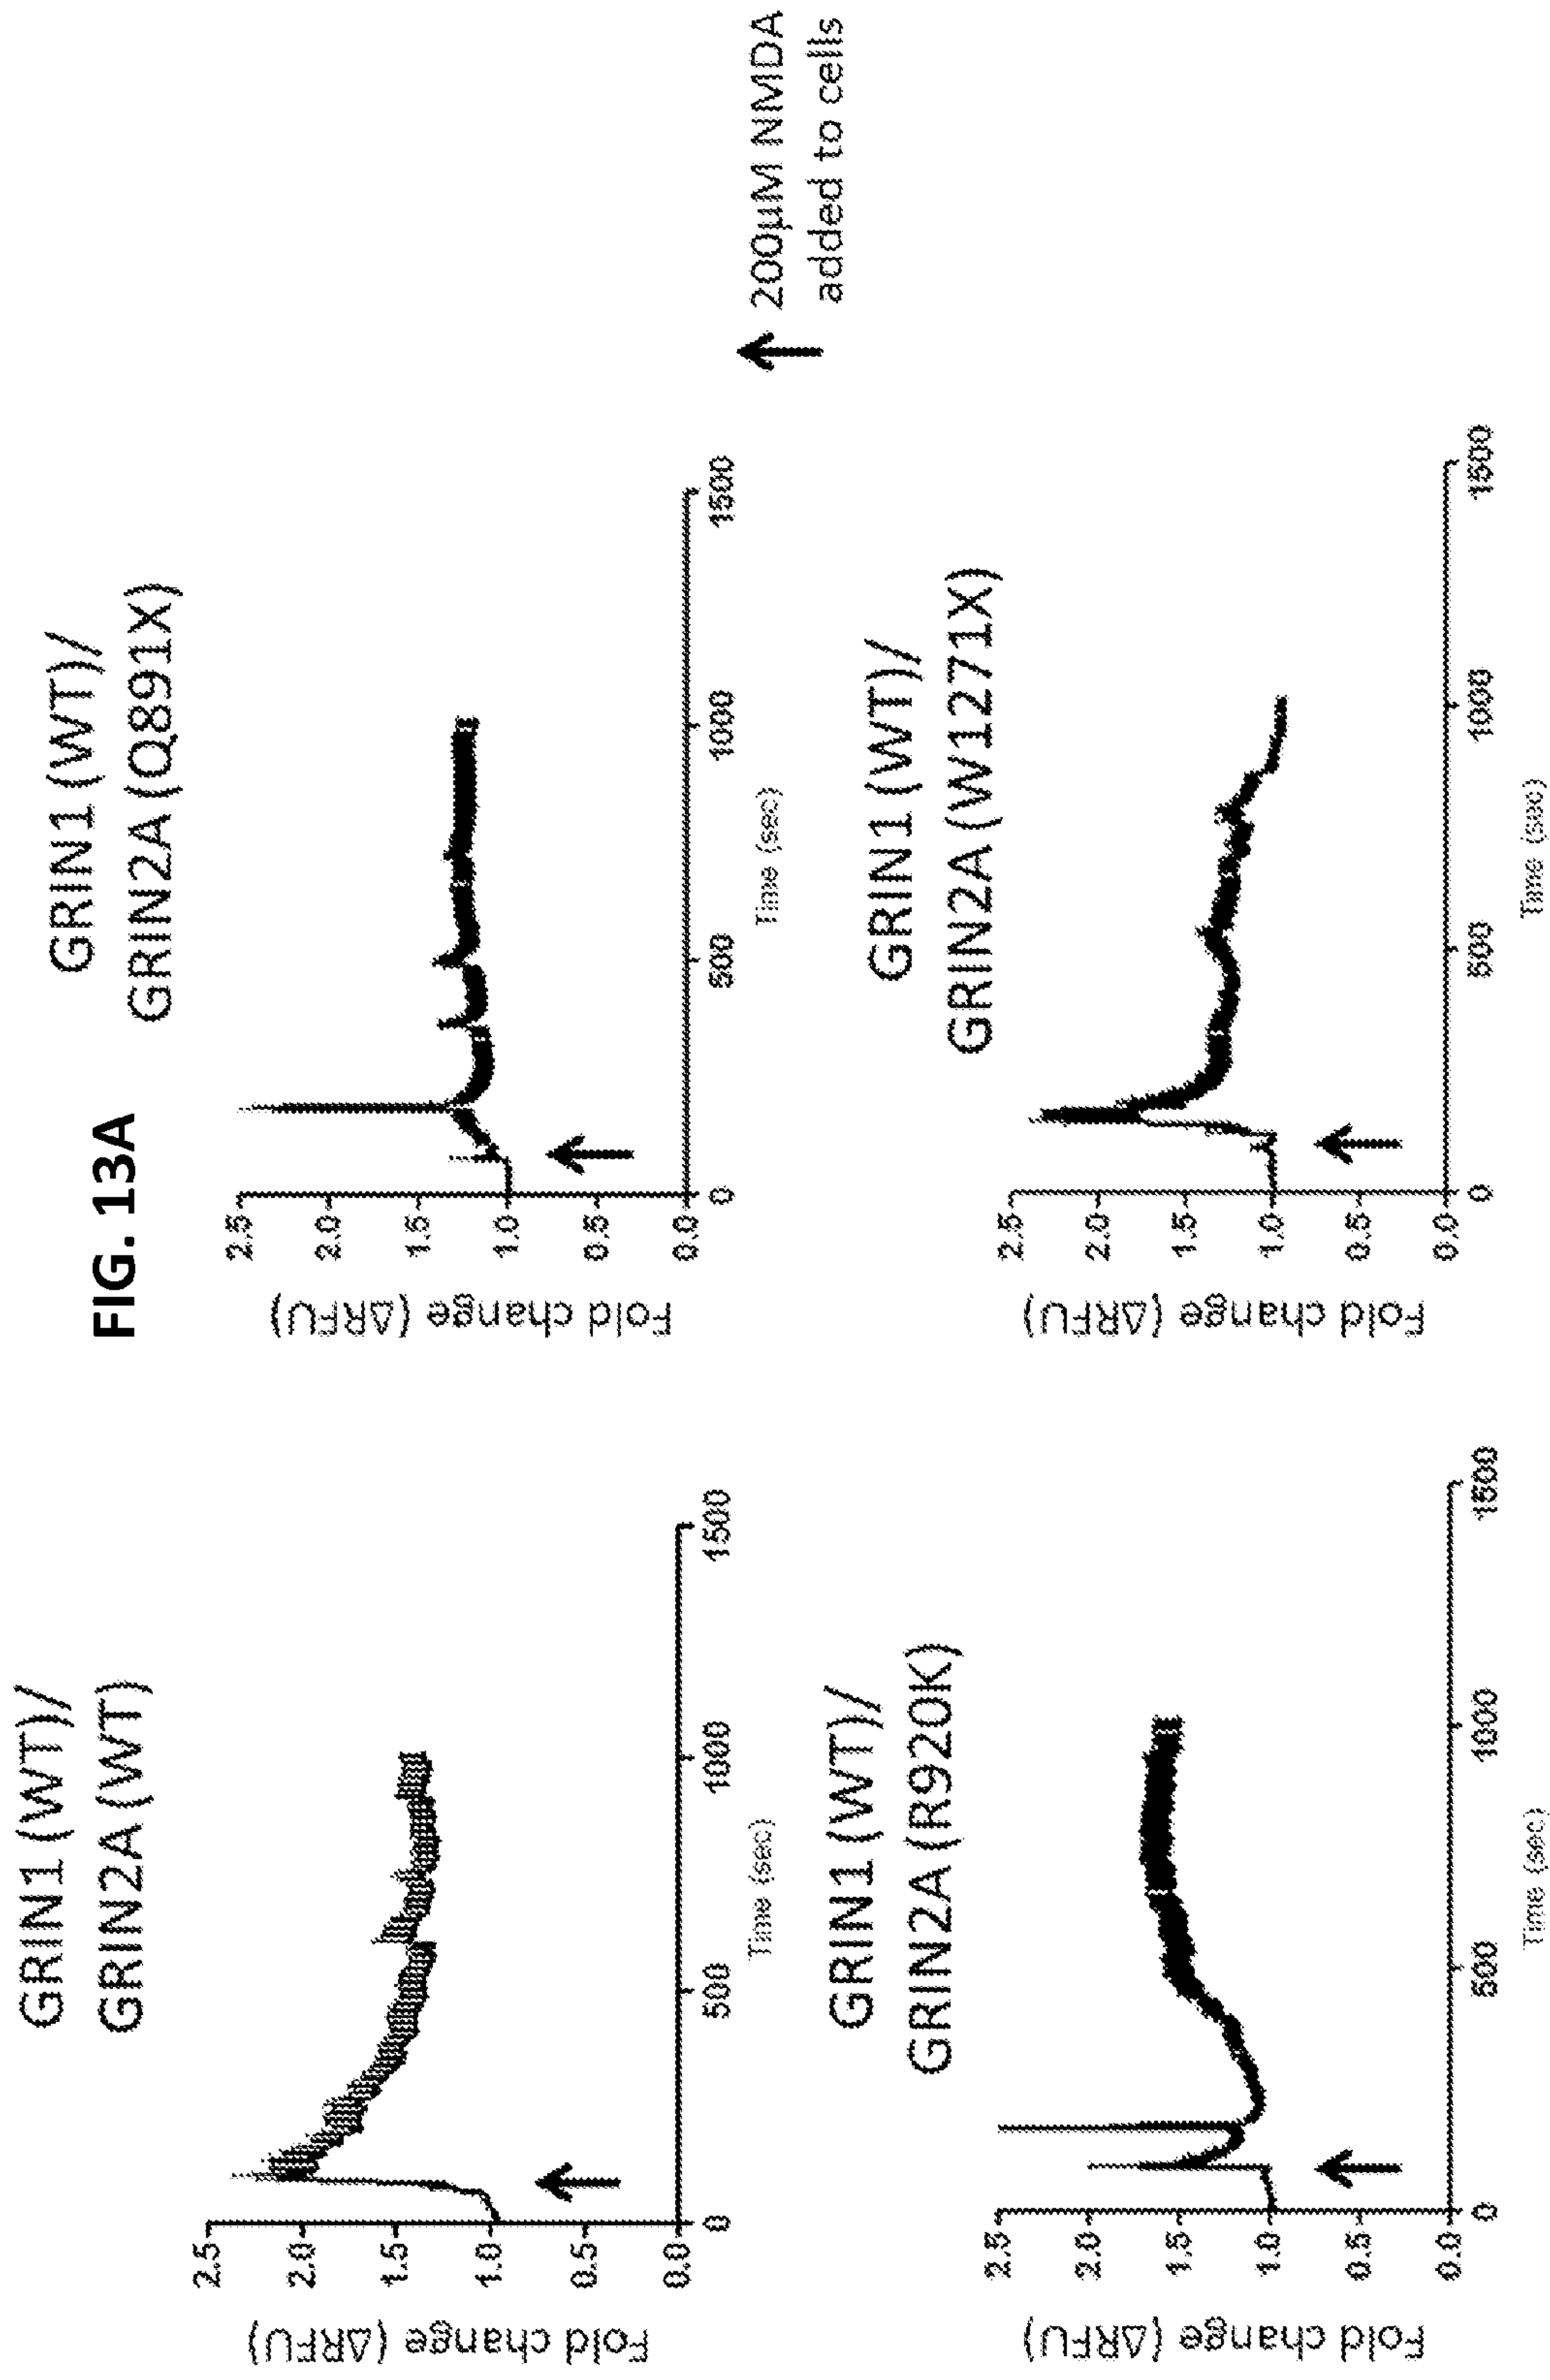 FIG. 13A
GRIN1 (WT)/
GRIN2A (WT)
Fold change (ΔRFU)
2.5
2.0
1.5
1.0
0.5
0.0
0
500
1000
1500
Time (sec)
GRIN1 (WT)/
GRIN2A (Q891X)
Fold change (ΔRFU)
2.5
2.0
1.5
1.0
0.5
0.0
0
500
1000
1500
Time (sec)
200µM NMDA
added to cells
GRIN1 (WT)/
GRIN2A (R920K)
Fold change (ΔRFU)
2.5
2.0
1.5
1.0
0.5
0.0
0
500
1000
1500
Time (sec)
GRIN1 (WT)/
GRIN2A (W1271X)
Fold change (ΔRFU)
2.5
2.0
1.5
1.0
0.5
0.0
0
500
1000
1500
Time (sec)